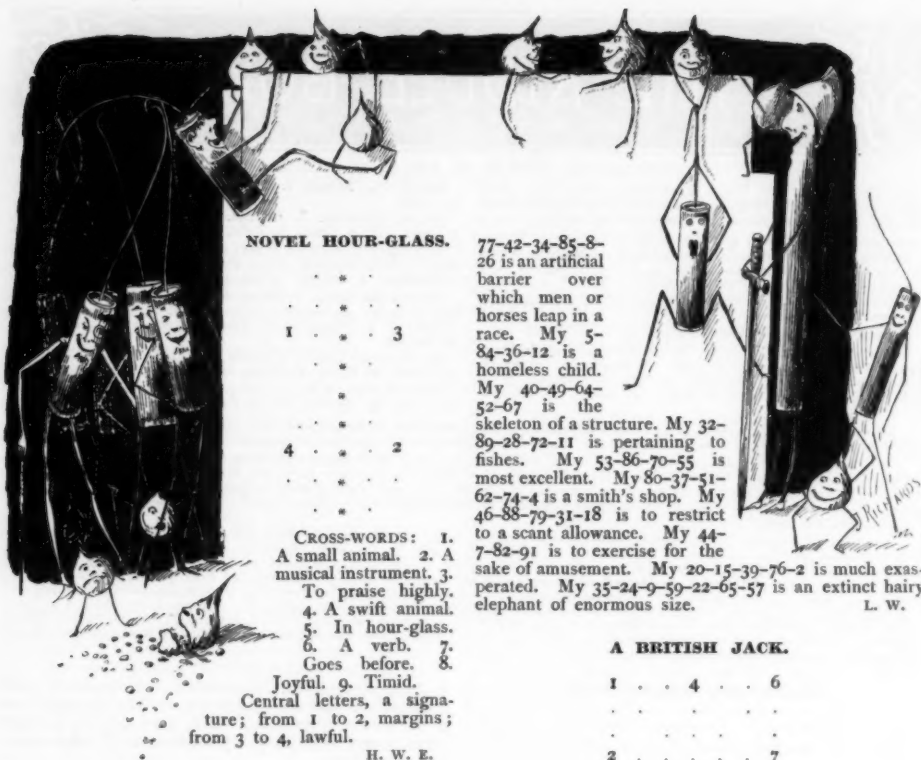 NOVEL HOUR-GLASS.
. * .
. . * . .
1 . * . 3
. * .
*
. * .
4 . * . 2
. . * . .
. . * . .
CROSS-WORDS: 1.
A small animal. 2. A
musical instrument. 3.
To praise highly.
4. A swift animal.
5. In hour-glass.
6. A verb. 7.
Goes before. 8.
Joyful. 9. Timid.
Central letters, a signa-
ture; from 1 to 2, margins;
from 3 to 4, lawful.
H. W. E.
77-42-34-85-8-
26 is an artificial
barrier over
which men or
horses leap in a
race. My 5-
84-36-12 is a
homeless child.
My 40-49-64-
52-67 is the
skeleton of a structure. My 32-
89-28-72-11 is pertaining to
fishes. My 53-86-70-55 is
most excellent. My 80-37-51-
62-74-4 is a smith's shop. My
46-88-79-31-18 is to restrict
to a scant allowance. My 44-
7-82-91 is to exercise for the
sake of amusement. My 20-15-39-76-2 is much exas-
perated. My 35-24-9-59-22-65-57 is an extinct hairy
elephant of enormous size. L. W.
A BRITISH JACK.
1 . . 4 . . 6
. . . .
. . . .
2 . . . . . 7
RICHARDS